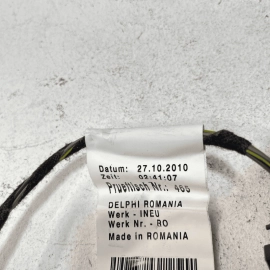 Datum: 27.10.2010
Zeit: 02:41:07
Pruehisch Nr.: 465
DELPHI ROMANIA
Werk - INEU
Werk Nr. - RO
Made in ROMANIA